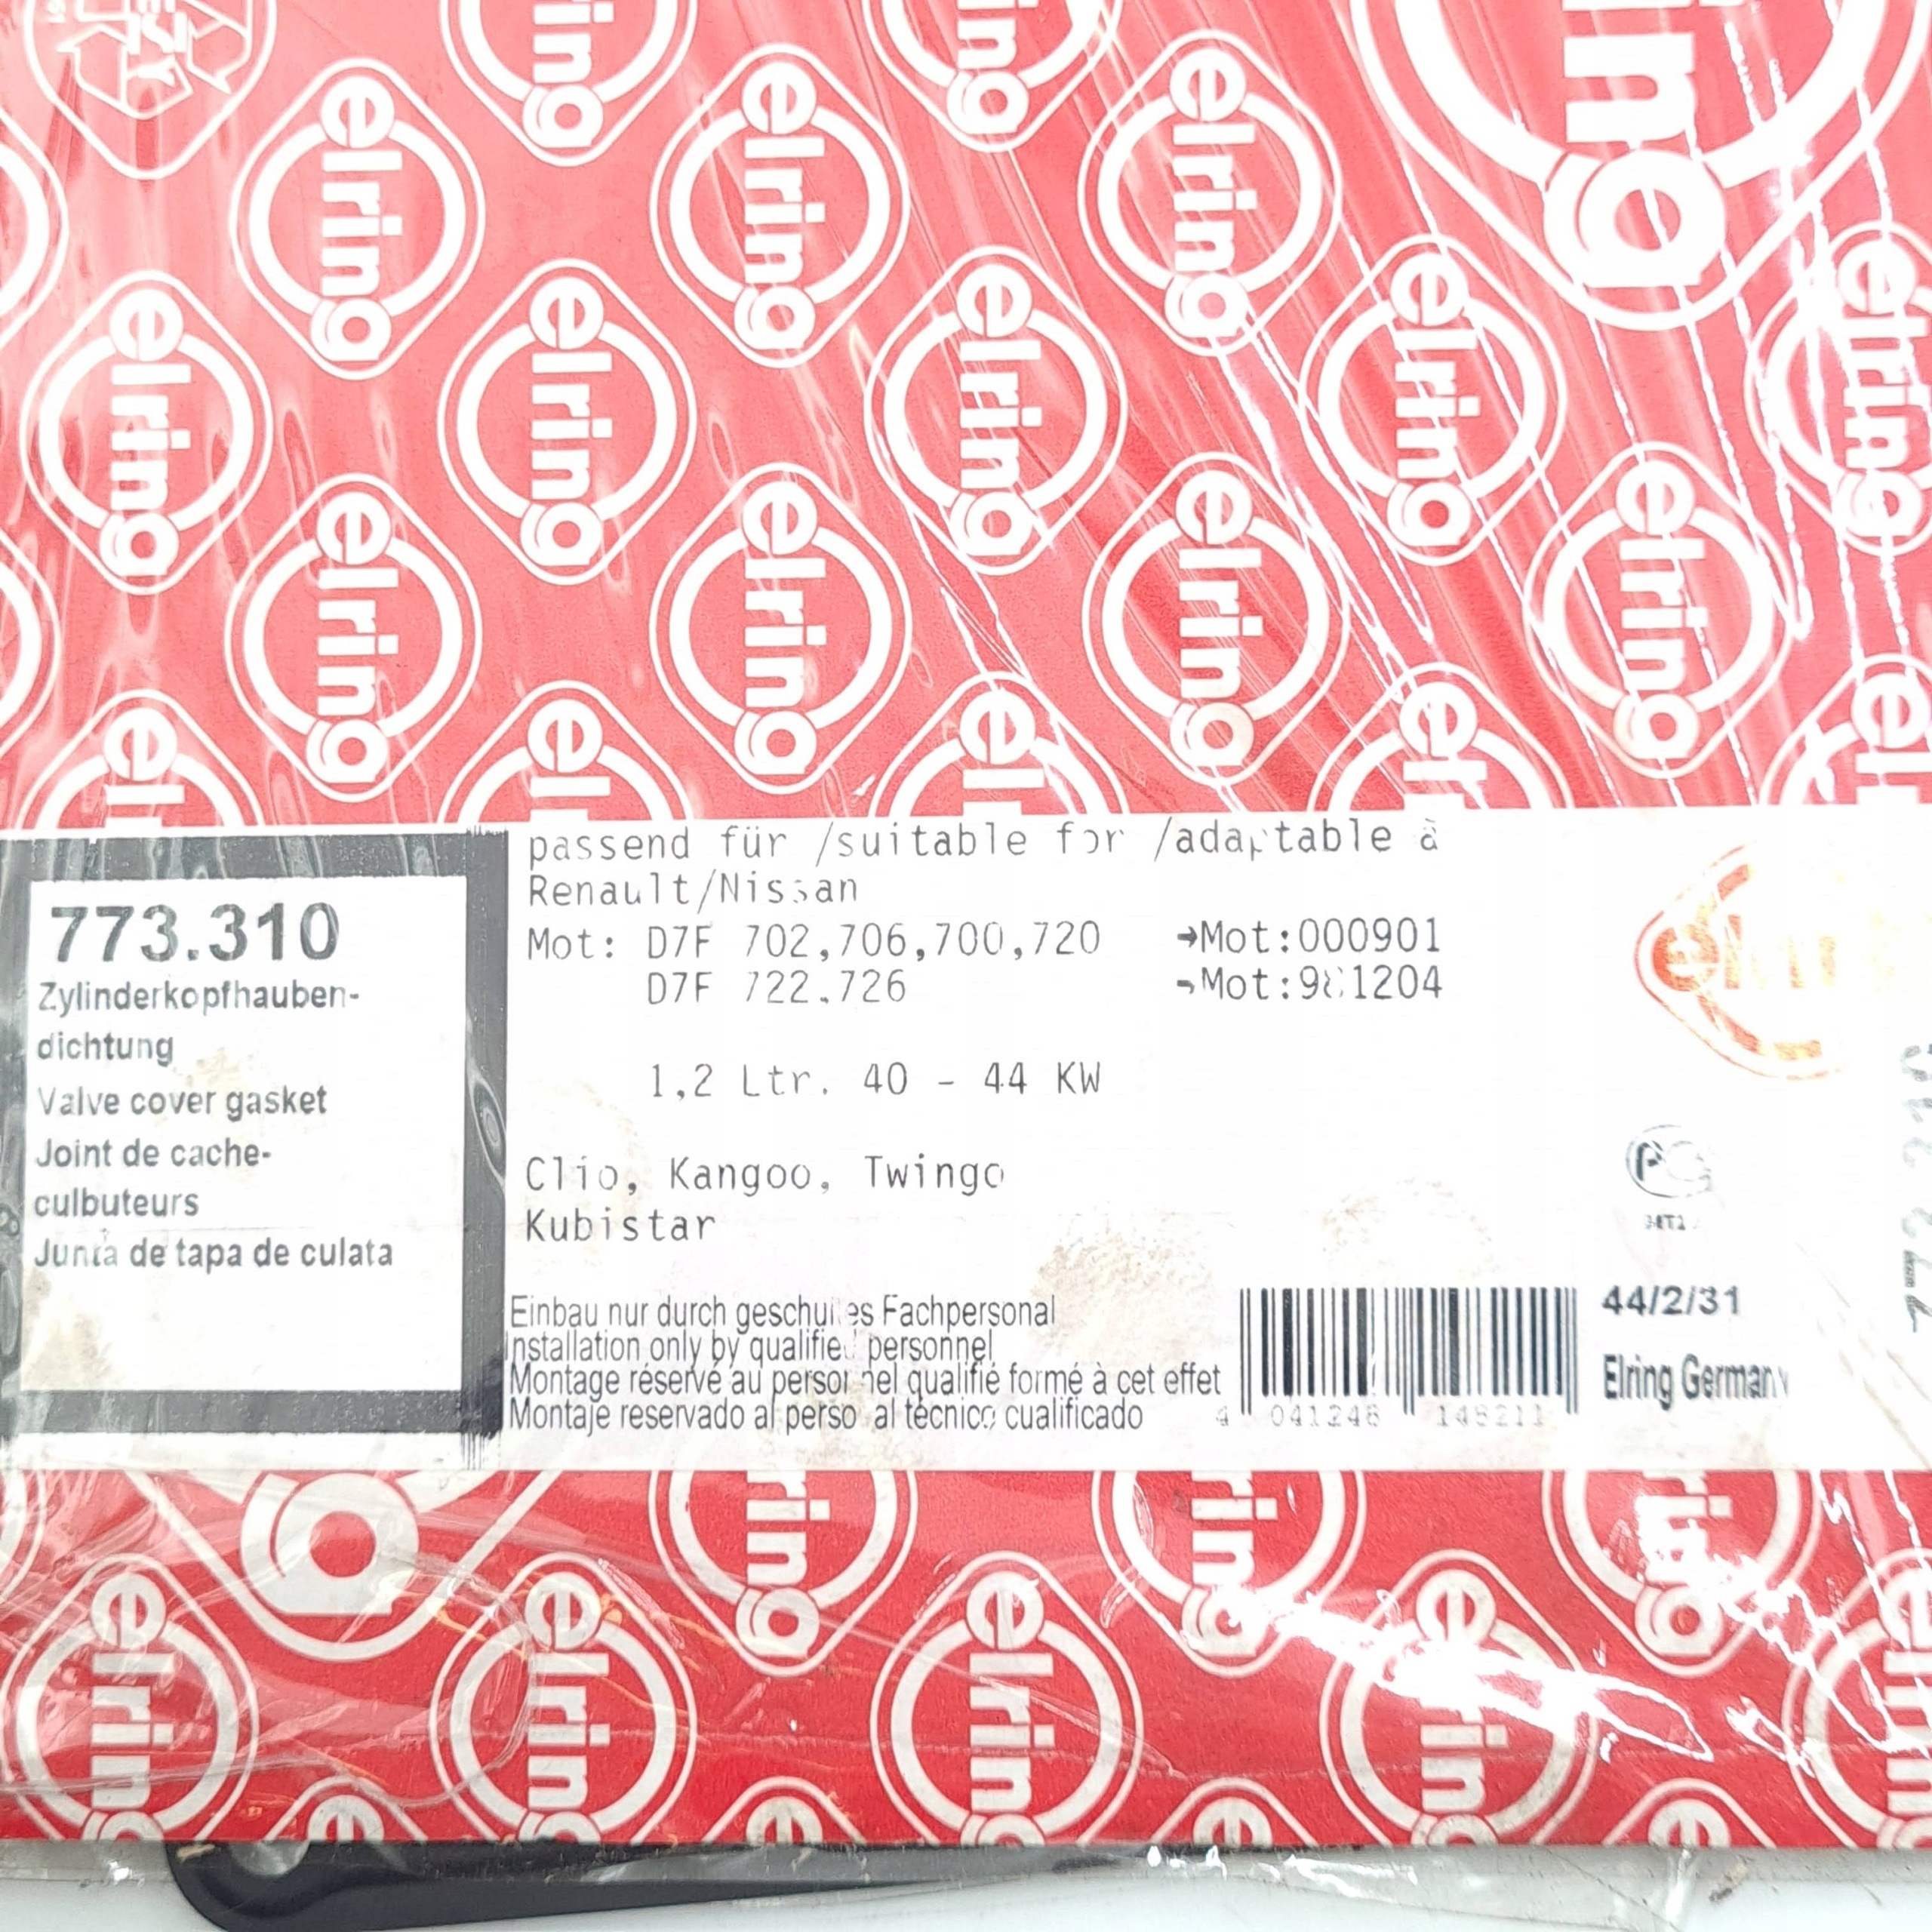 elring
773.310
Zylinderkopfhauben-
dichtung
Valve cover gasket
Joint de cache-
culbuteurs
Junta de tapa de culata
passend für /suitable for /adaptable à
Renault/Nissan
Mot: D7F 702,706,700,720 →Mot:000901
D7F 722.726
1,2 Ltr. 40 - 44 KW
Clio, Kangoo, Twingo
Kubistar
Einbau nur durch geschultes Fachpersonal
Installation only by qualified personnel
Montage réservé au personnel qualifié formé à cet effet
Montaje reservado al personal técnico cualificado
44/2/31
Elring Germany